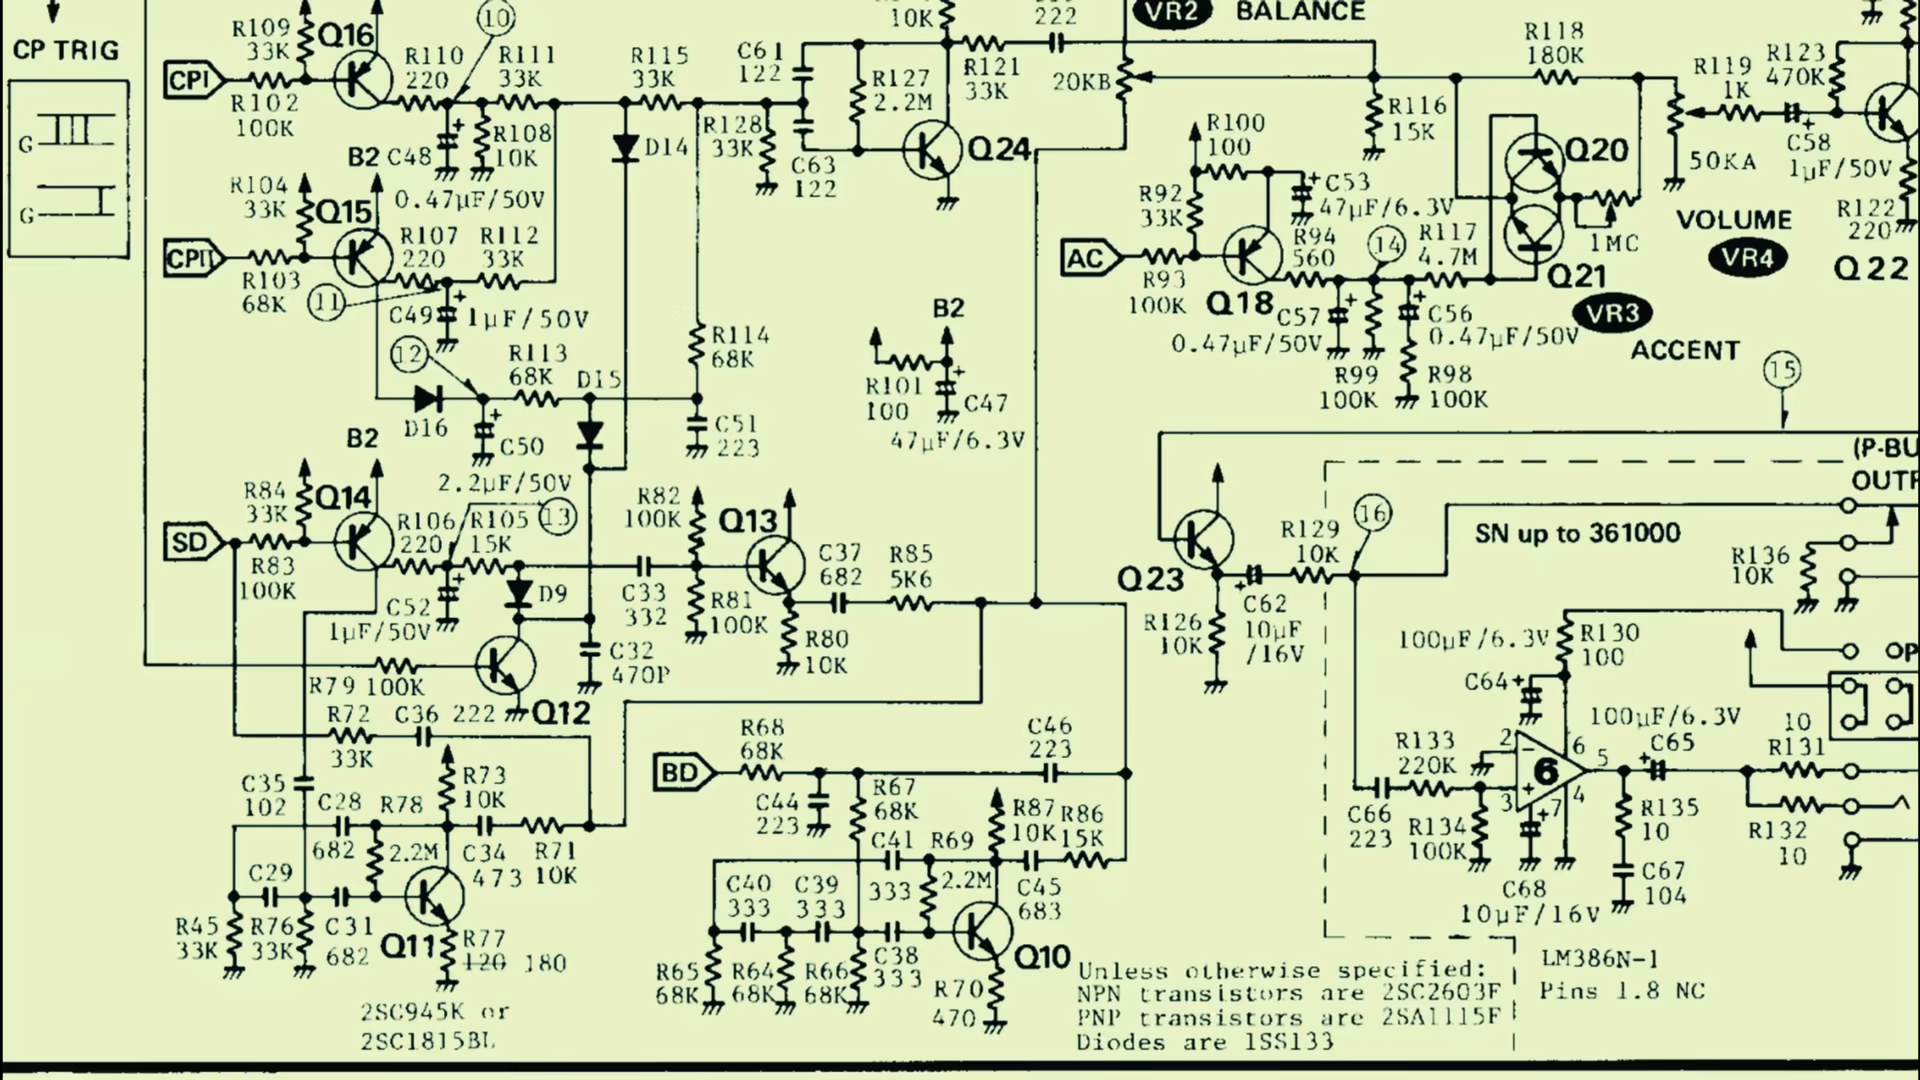 CP TRIG
G
G
R109
33K
Q16
CPI
R102
100K
R110
220
10
R111
33K
R115
33K
C61
122
10K
222
VR2 BALANCE
R127
2.2M
R121
33K
20KB
B2 C48
R108
10K
D14
R128
33K
C63
122
Q24
0.47µF/50V
R104
33K
Q15
R107
220
R112
33K
R103
68K
11
C49
1µF/50V
12
R113
68K
D15
R114
68K
D16
C50
2.2µF/50V
C51
223
B2
R101
100
C47
47µF/6.3V
R118
180K
R119
1K
R123
470K
R116
15K
R100
100
Q20
50KA
C58
1µF/50V
R92
33K
C53
47µF/6.3V
1MC
VOLUME
VR4
R122
220
Q22
AC
R93
100K
R94
560
14
R117
4.7M
Q18
C57
0.47µF/50V
C56
0.47µF/50V
Q21
VR3
ACCENT
R99
100K
R98
100K
15
B2
R84
33K
Q14
SD
R83
100K
R106
220
R105
15K
13
R82
100K
Q13
C37
682
R85
5K6
C52
1µF/50V
D9
C33
332
R81
100K
R80
10K
C32
470P
R79 100K
Q12
R72
33K
C36 222
C35
102
C28
682
R78
2.2M
R73
10K
C34
473
R71
10K
C29
R45
33K
R76
33K
C31
682
Q11
R77
120 180
2SC945K or
2SC1815BL
BD
R68
68K
C44
223
R67
68K
C46
223
C41
333
R69
2.2M
R87
10K
R86
15K
C40
333
C39
333
C45
683
R65
68K
R64
68K
R66
68K
C38
333
Q10
R70
470
Unless otherwise specified:
NPN transistors are 2SC2603F
PNP transistors are 2SA1115F
Diodes are 1SS133
(P-BU
OUTP
Q23
R129
10K
16
SN up to 361000
R136
10K
R126
10K
C62
10µF
/16V
100µF/6.3V
R130
100
OP
C64
100µF/6.3V
C65
10
R131
R133
220K
2
6
5
6
3
7
4
C66
223
R134
100K
R135
10
R132
10
C68
10µF/16V
C67
104
LM386N-1
Pins 1.8 NC